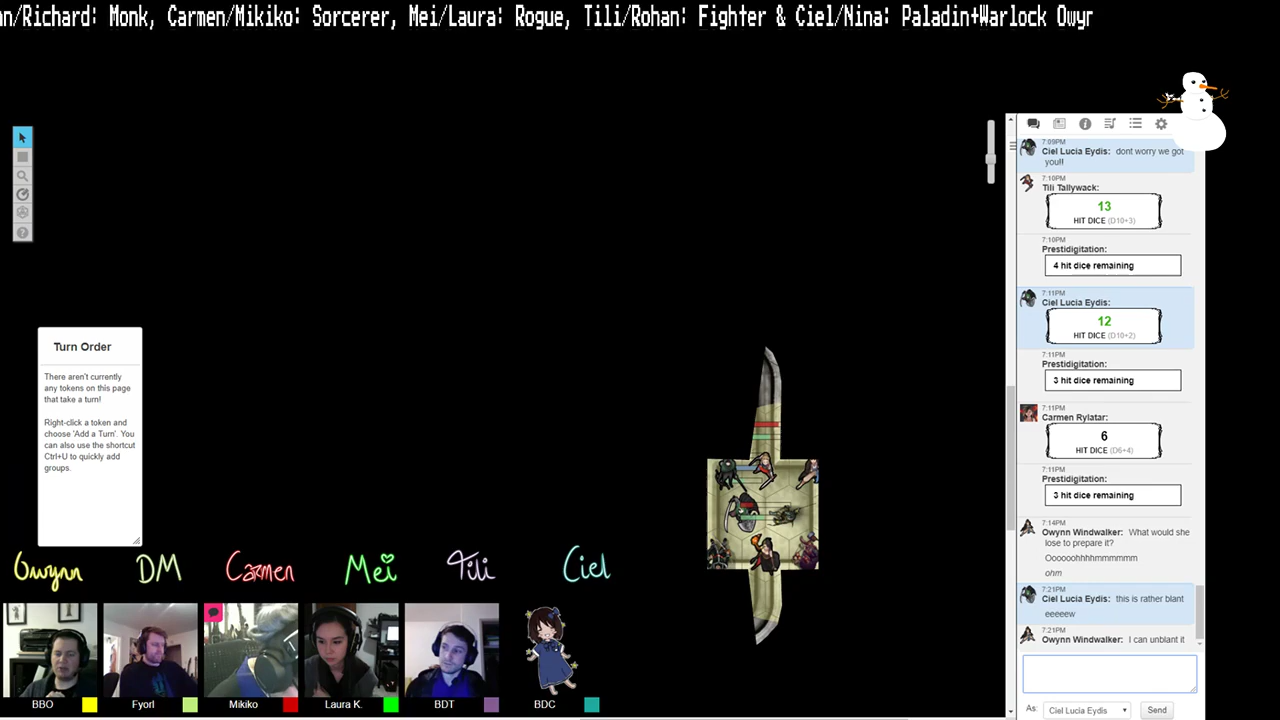 n/Richard: Monk, Carmen/Mikiko: Sorcerer, Mei/Laura: Rogue, Tili/Rohan: Fighter & Ciel/Nina: Paladin+Warlock Owyr
7:09PM
Ciel Lucia Eydis: dont worry we got
you!!
7:10PM
Tili Tallywack:
13
HIT DICE (D10+3)
7:10PM
Prestidigitation:
4 hit dice remaining
7:11PM
Ciel Lucia Eydis:
12
HIT DICE (D10+2)
7:11PM
Prestidigitation:
3 hit dice remaining
7:11PM
Carmen Rylatar:
6
HIT DICE (D6+4)
7:11PM
Prestidigitation:
3 hit dice remaining
7:14PM
Owynn Windwalker: What would she
lose to prepare it?
Oooooohhhhmmmmmm
ohm
7:21PM
Ciel Lucia Eydis: this is rather blant
eeeeew
7:21PM
Owynn Windwalker: I can unblant it
As: Ciel Lucia Eydis
Send
Turn Order
There aren't currently
any tokens on this page
that take a turn!
Right-click a token and
choose 'Add a Turn'. You
can also use the shortcut
Ctrl+U to quickly add
groups.
Owynn DM Carmen Mei Tili Ciel
BBO Fyorl Mikiko Laura K. BDT BDC